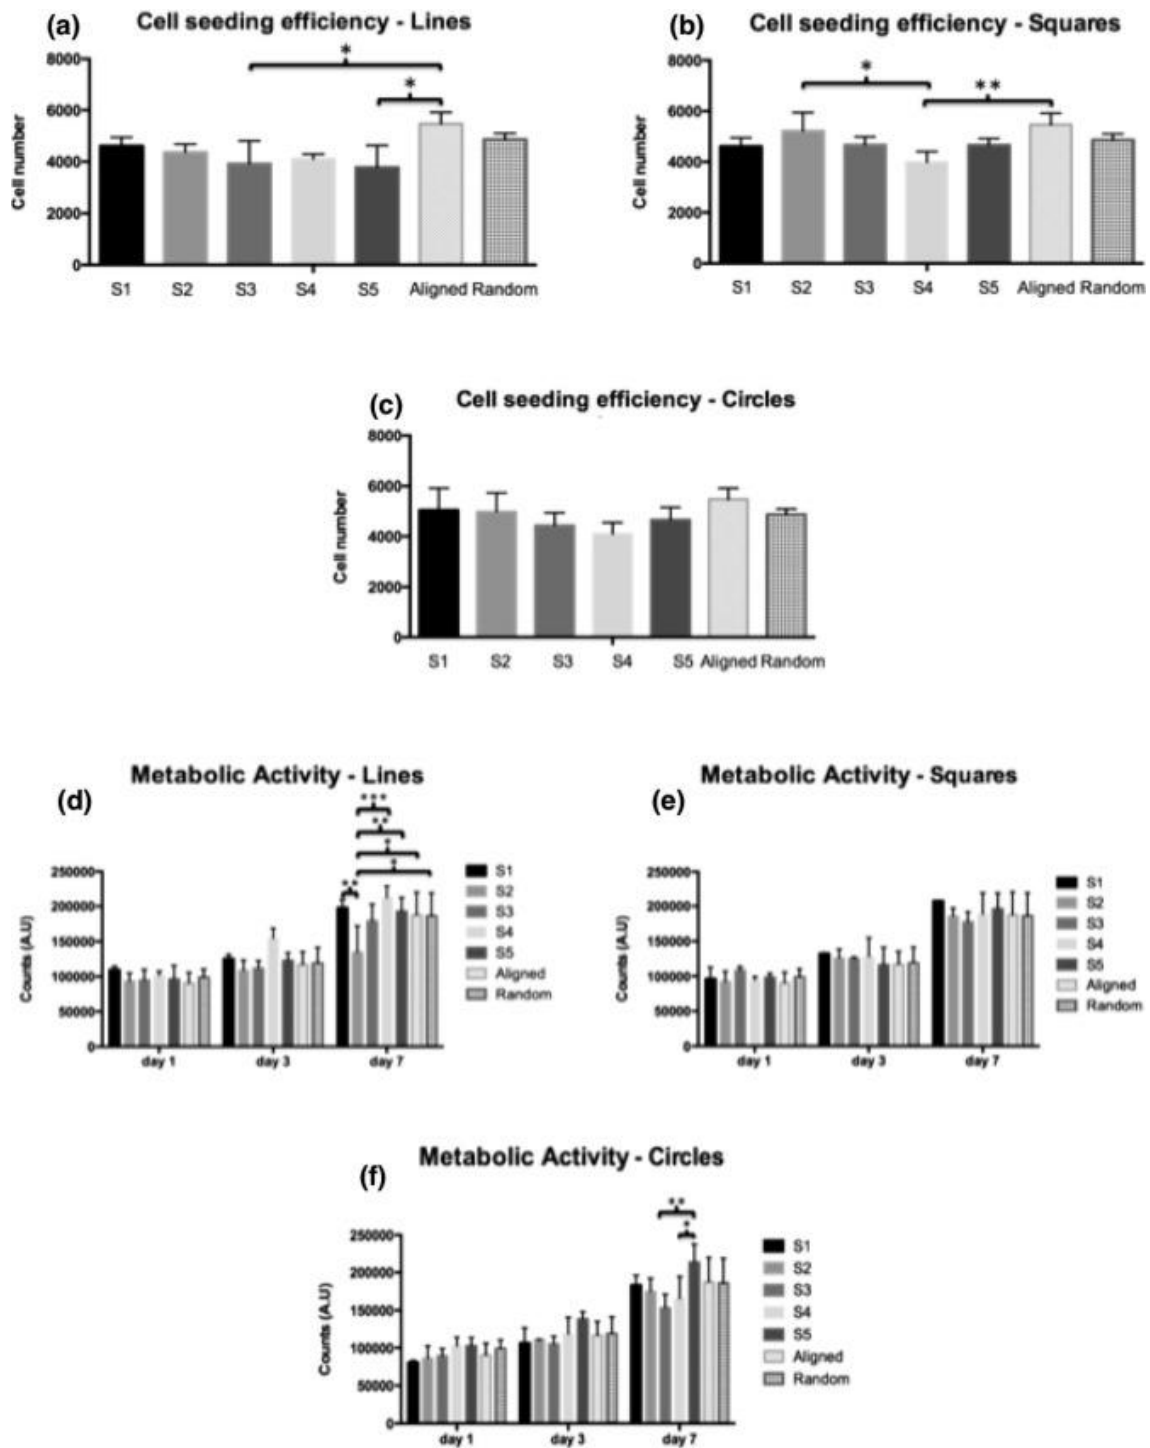 (a) Cell seeding efficiency - Lines
8000
6000
4000
2000
0
Cell number
*
*
S1 S2 S3 S4 S5 Aligned Random
(b) Cell seeding efficiency - Squares
8000
6000
4000
2000
0
Cell number
*
**
S1 S2 S3 S4 S5 Aligned Random
(c) Cell seeding efficiency - Circles
8000
6000
4000
2000
0
Cell number
S1 S2 S3 S4 S5 Aligned Random
(d) Metabolic Activity - Lines
250000
200000
150000
100000
50000
0
Counts (A.U)
***
**
*
*
**
day 1 day 3 day 7
S1
S2
S3
S4
S5
Aligned
Random
(e) Metabolic Activity - Squares
250000
200000
150000
100000
50000
0
Counts (A.U)
day 1 day 3 day 7
S1
S2
S3
S4
S5
Aligned
Random
(f) Metabolic Activity - Circles
250000
200000
150000
100000
50000
0
Counts (A.U)
**
*
day 1 day 3 day 7
S1
S2
S3
S4
S5
Aligned
Random